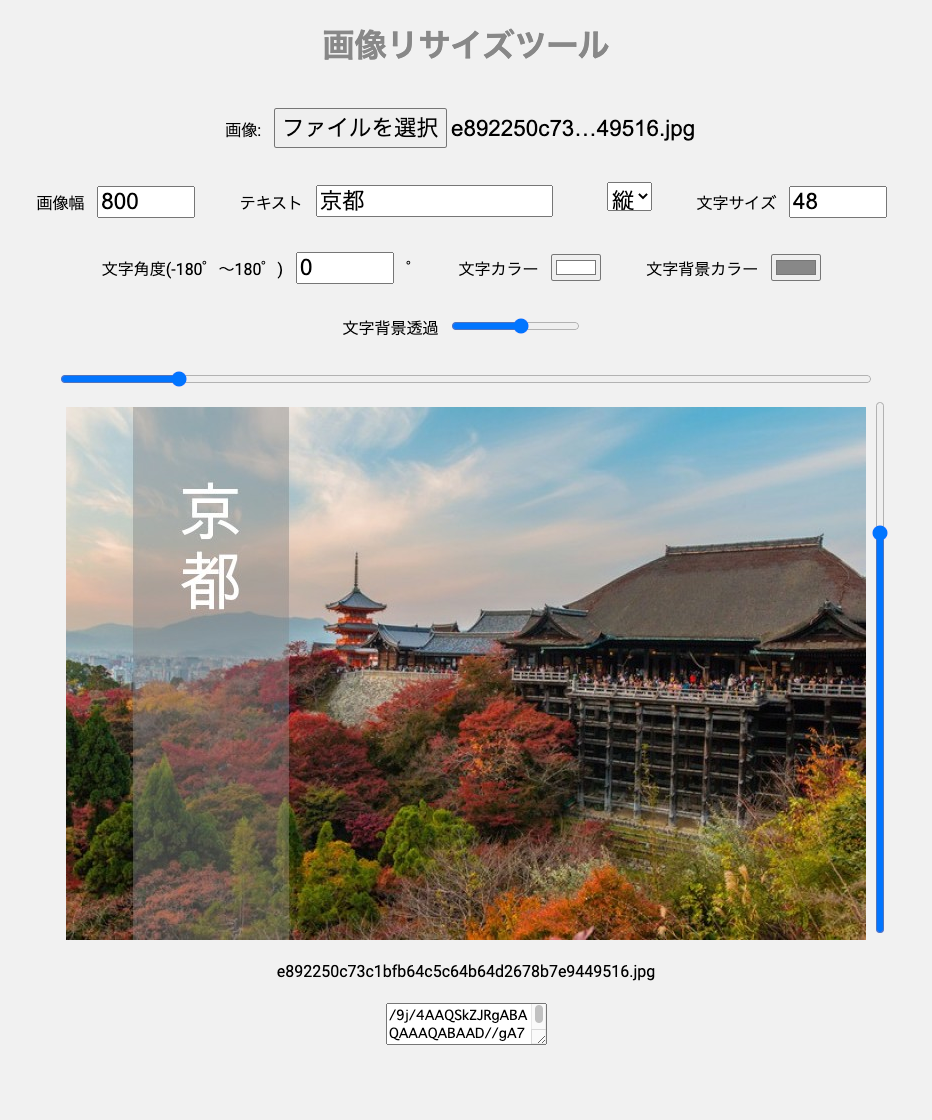 画像リサイズツール
画像: ファイルを選択 e892250c73…49516.jpg
画像幅 800 テキスト 京都 縦 文字サイズ 48
文字角度(-180°～180°) 0 ° 文字カラー 文字背景カラー
文字背景透過
京
都
e892250c73c1bfb64c5c64b64d2678b7e9449516.jpg
/9j/4AAQSkZJRgABA
QAAAQABAAD//gA7